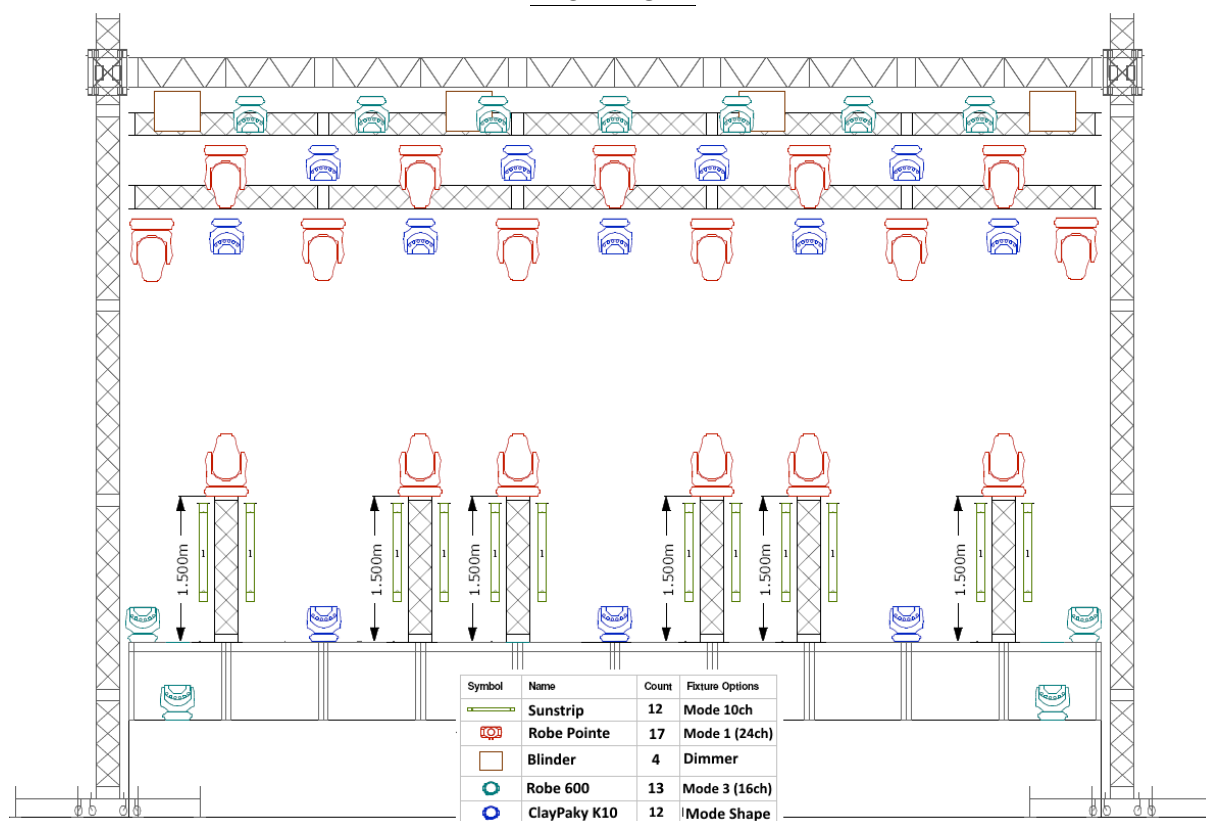 1 1 1 1 1 1 1 1 1 1 1 1
1.500m 1.500m 1.500m 1.500m 1.500m 1.500m
Symbol Name Count Fixture Options
Sunstrip 12 Mode 10ch
Robe Pointe 17 Mode 1 (24ch)
Blinder 4 Dimmer
Robe 600 13 Mode 3 (16ch)
ClayPaky K10 12 Mode Shape